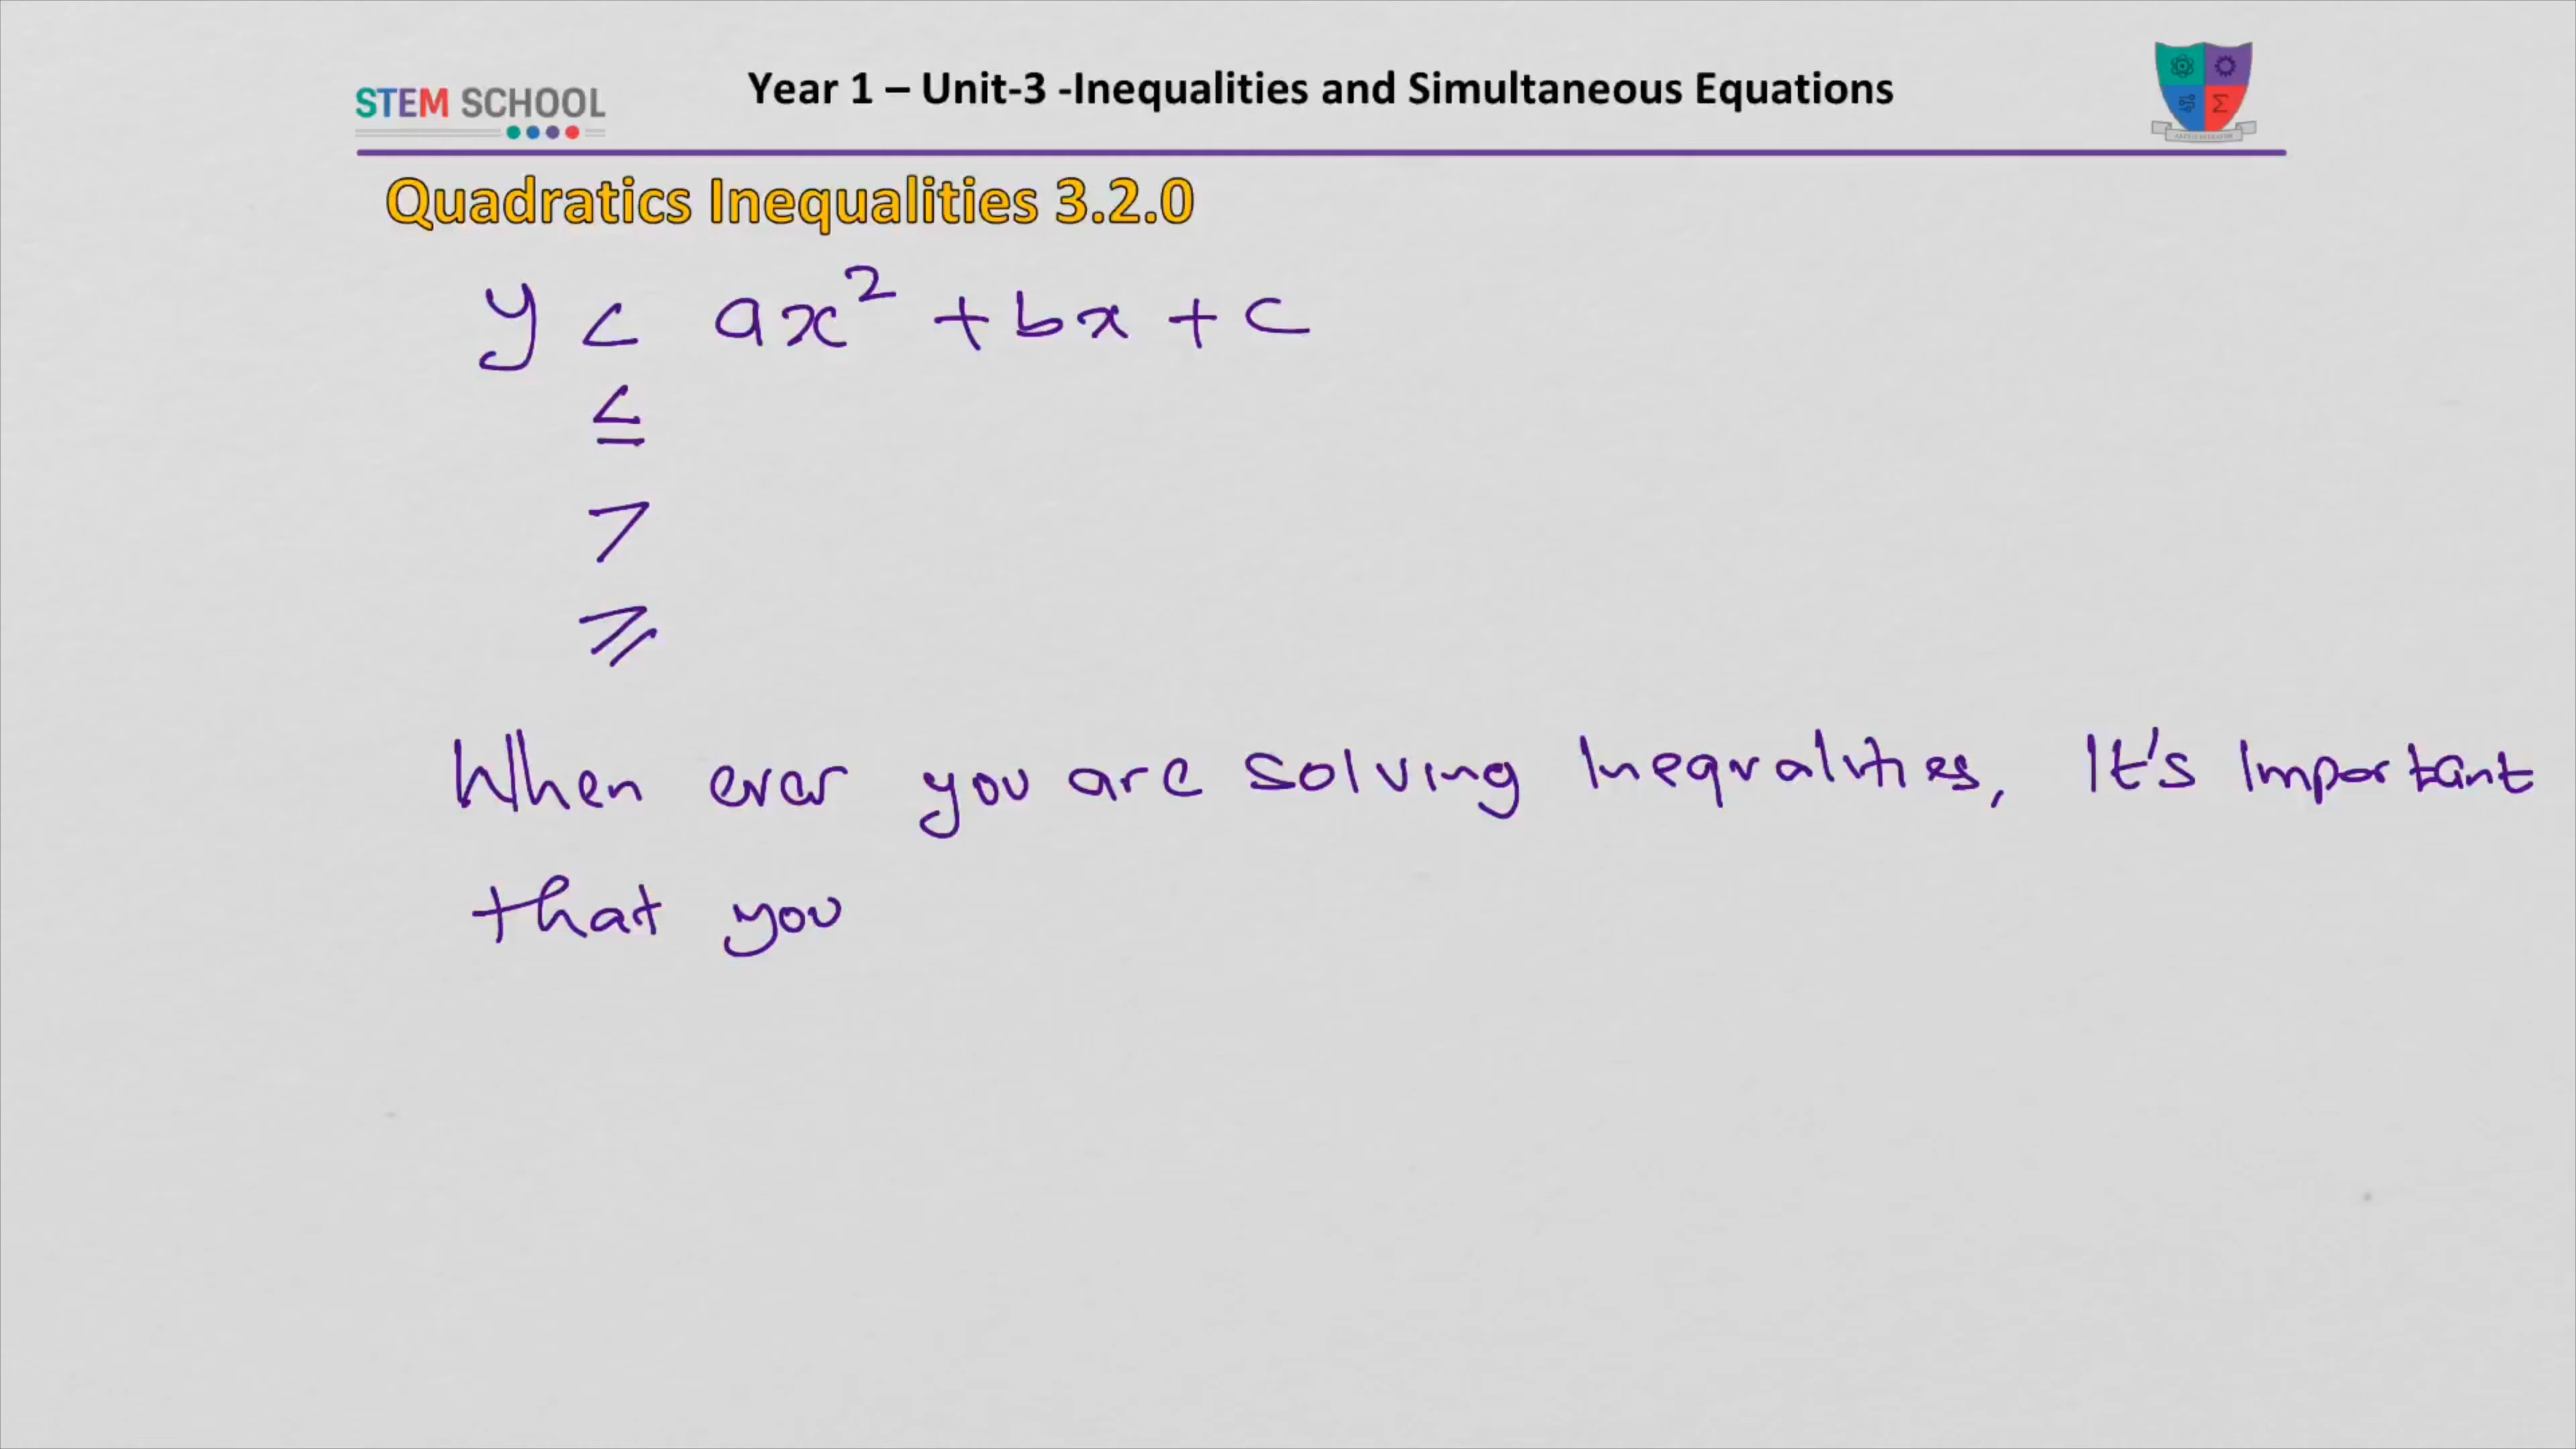 STEM SCHOOL
Year 1 – Unit-3 -Inequalities and Simultaneous Equations
Quadratics Inequalities 3.2.0
y < ax² + bx + c
≤
>
≥
When ever you are solving Inequalities, It's Important
that you